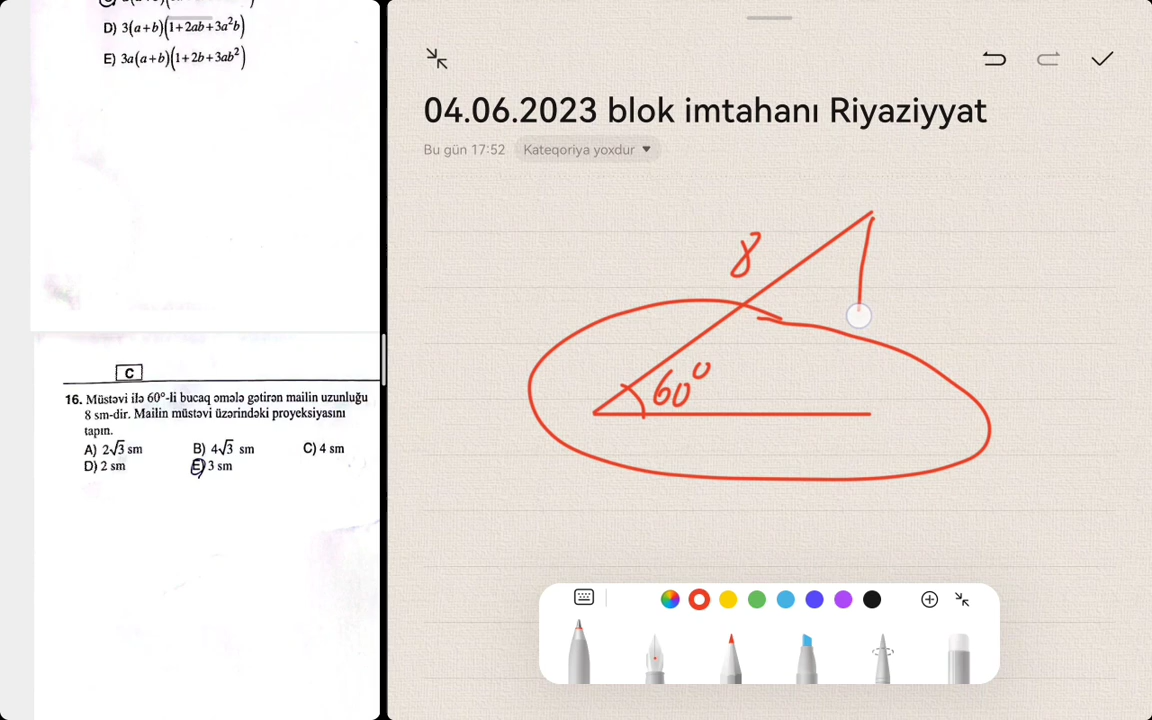 D) 3(a+b)(1+2ab+3a²b)
E) 3a(a+b)(1+2b+3ab²)
C
16. Müstəvi ilə 60°-li bucaq əmələ gətirən mailin uzunluğu
8 sm-dir. Mailin müstəvi üzərindəki proyeksiyasını
tapın.
A) 2√3 sm B) 4√3 sm C) 4 sm
D) 2 sm E) 3 sm
04.06.2023 blok imtahanı Riyaziyyat
Bu gün 17:52 Kateqoriya yoxdur
8
60°